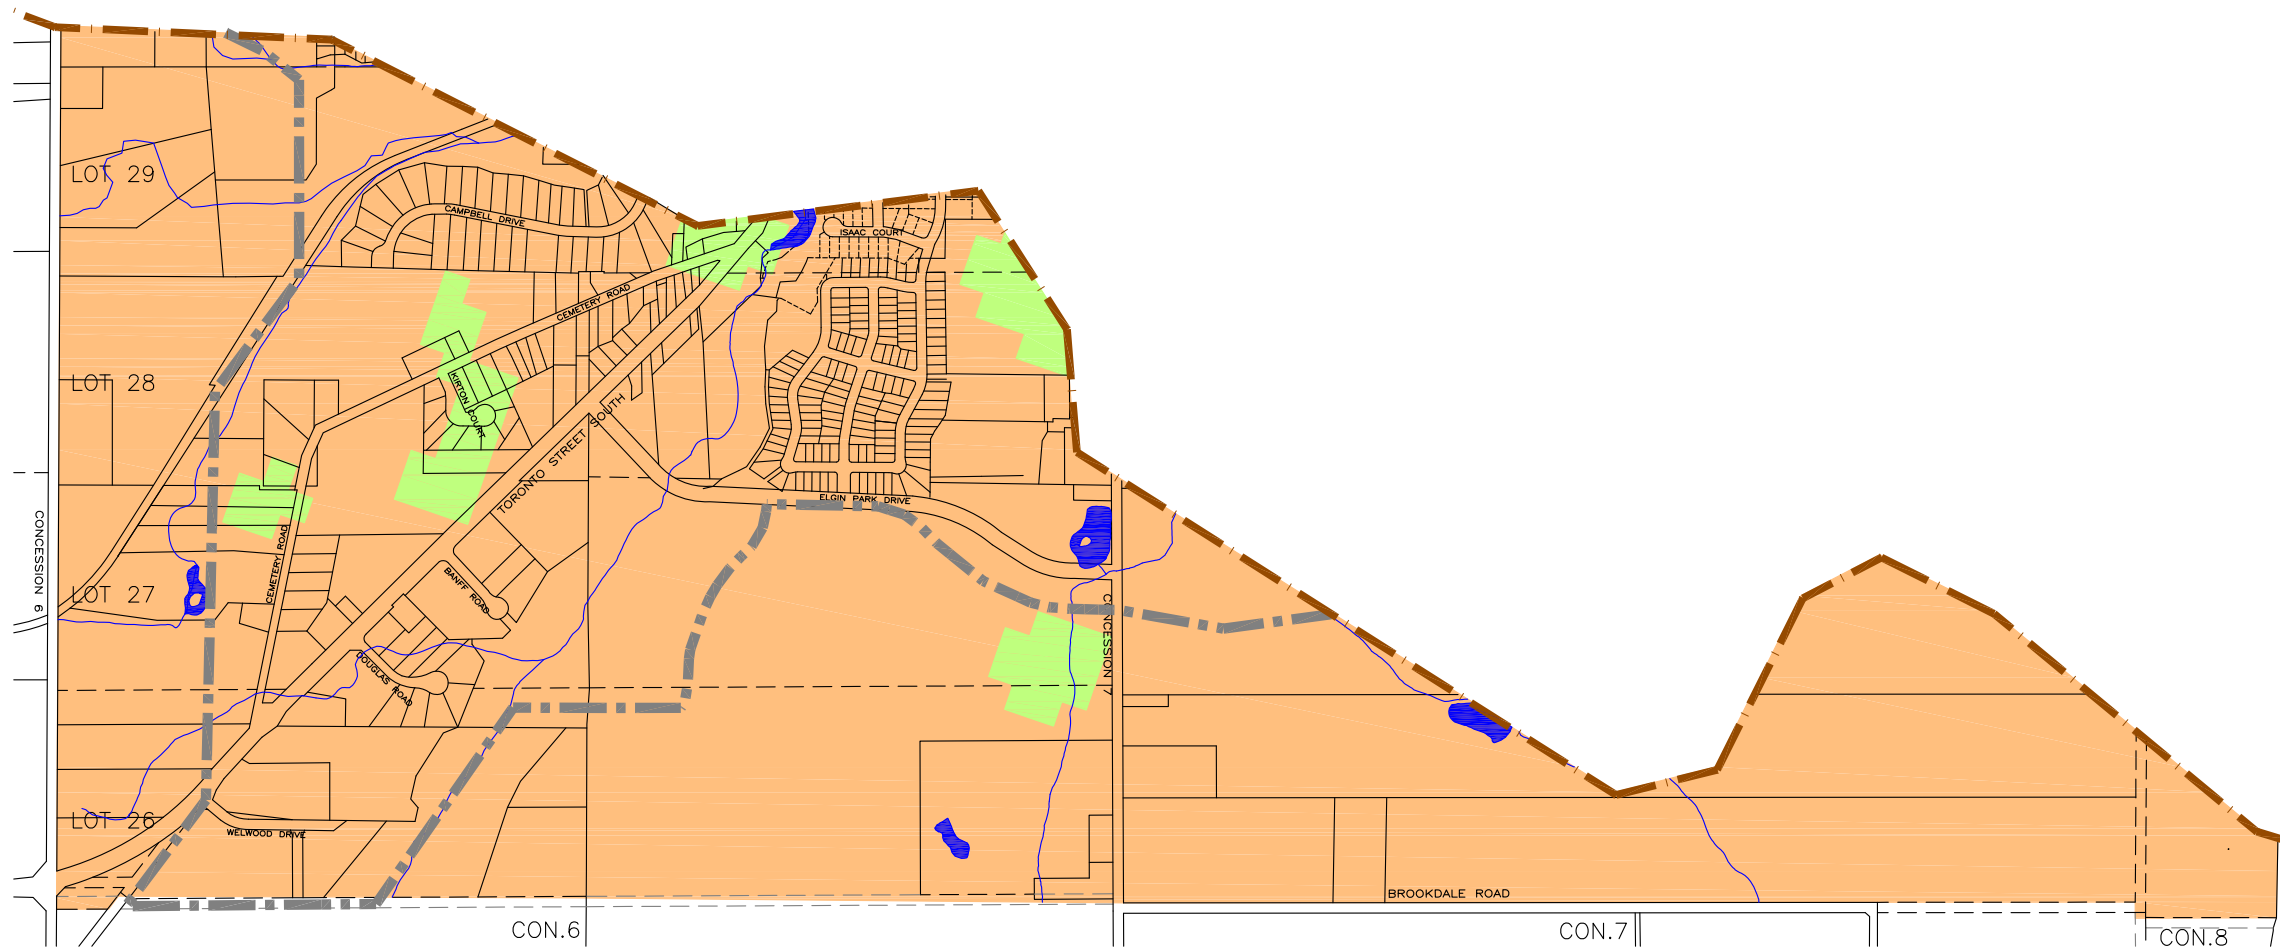 LOT 29
CAMPBELL DRIVE
ISAAC COURT
CEMETERY ROAD
LOT 28
KIRTON COURT
TORONTO STREET SOUTH
ELGIN PARK DRIVE
CONCESSION 6
CEMETERY ROAD
LOT 27
BANFF ROAD
CONCESSION 7
DOUGLAS ROAD
LOT 26
WELWOOD DRIVE
BROOKDALE ROAD
CON.6
CON.7
CON.8